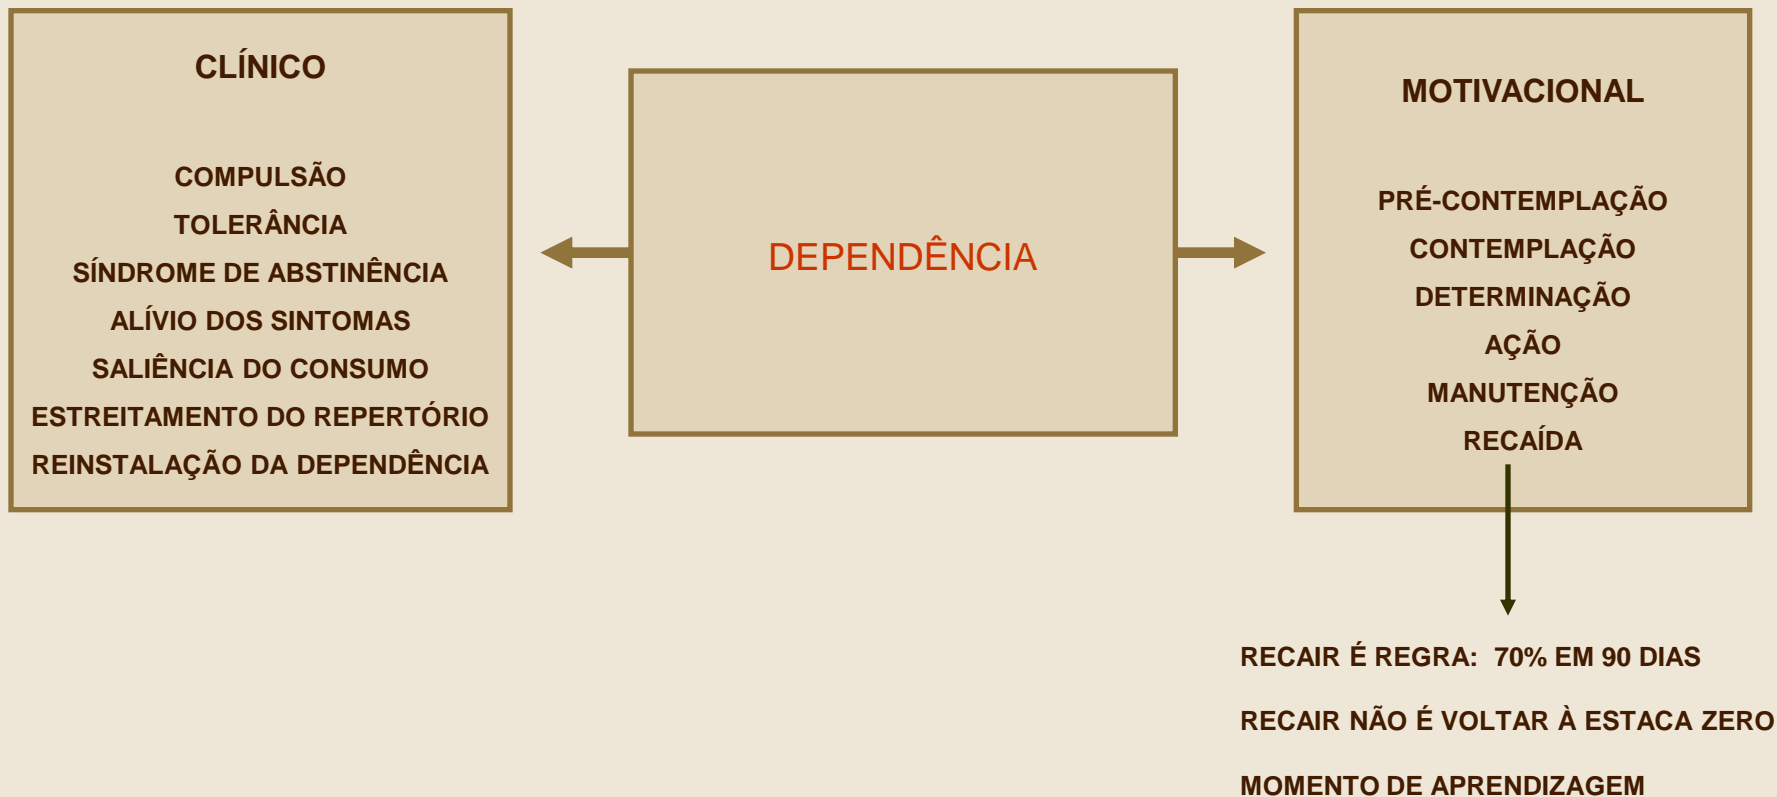 CLÍNICO
COMPULSÃO
TOLERÂNCIA
SÍNDROME DE ABSTINÊNCIA
ALÍVIO DOS SINTOMAS
SALIÊNCIA DO CONSUMO
ESTREITAMENTO DO REPERTÓRIO
REINSTALAÇÃO DA DEPENDÊNCIA
DEPENDÊNCIA
MOTIVACIONAL
PRÉ-CONTEMPLAÇÃO
CONTEMPLAÇÃO
DETERMINAÇÃO
AÇÃO
MANUTENÇÃO
RECAÍDA
RECAIR É REGRA: 70% EM 90 DIAS
RECAIR NÃO É VOLTAR À ESTACA ZERO
MOMENTO DE APRENDIZAGEM